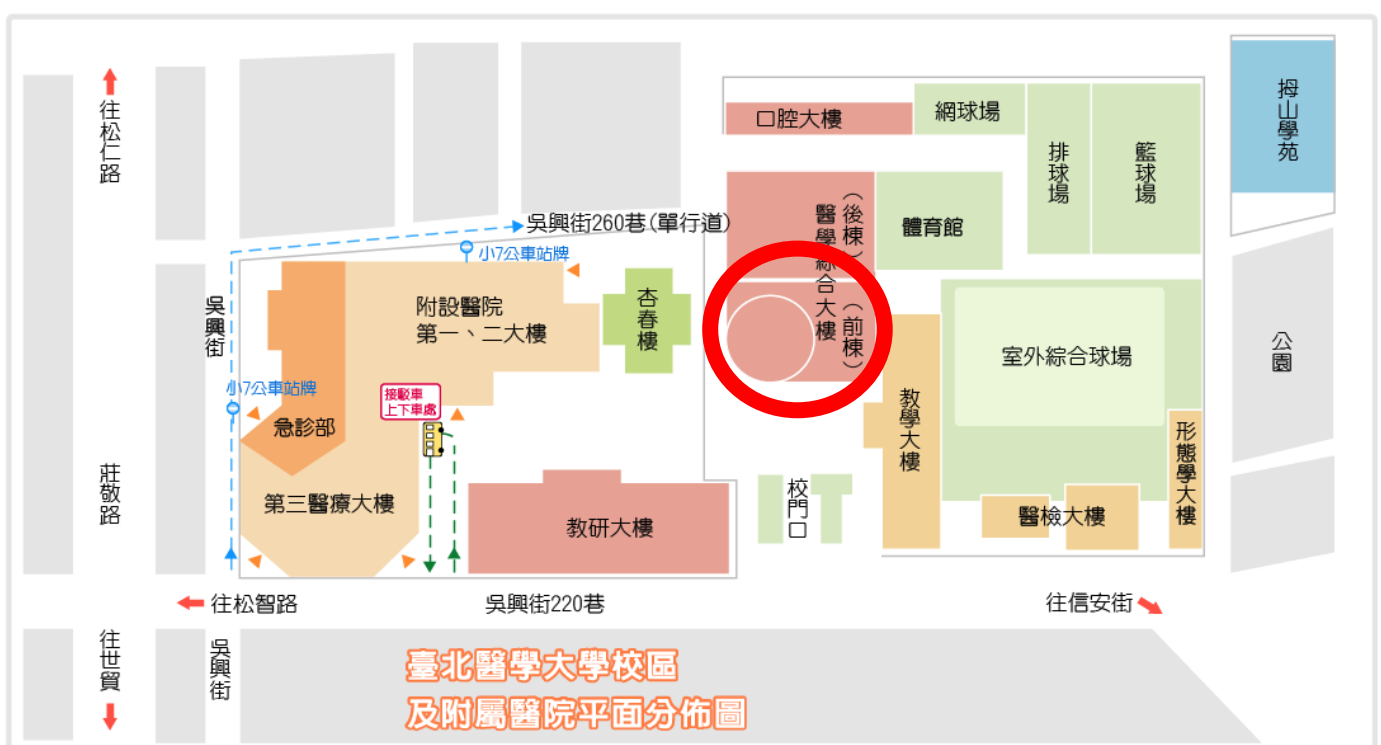 往松仁路
口腔大樓
網球場
排球場
籃球場
拇山學苑
醫學綜合大樓
(後棟)
(前棟)
體育館
吳興街260巷(單行道)
小7公車站牌
吳興街
附設醫院
第一、二大樓
杏春樓
室外綜合球場
公園
小7公車站牌
接駁車
上下車處
急診部
教學大樓
形態學大樓
莊敬路
第三醫療大樓
教研大樓
校門口
醫檢大樓
往松智路
吳興街220巷
往信安街
往世貿
吳興街
臺北醫學大學校區
及附屬醫院平面分佈圖